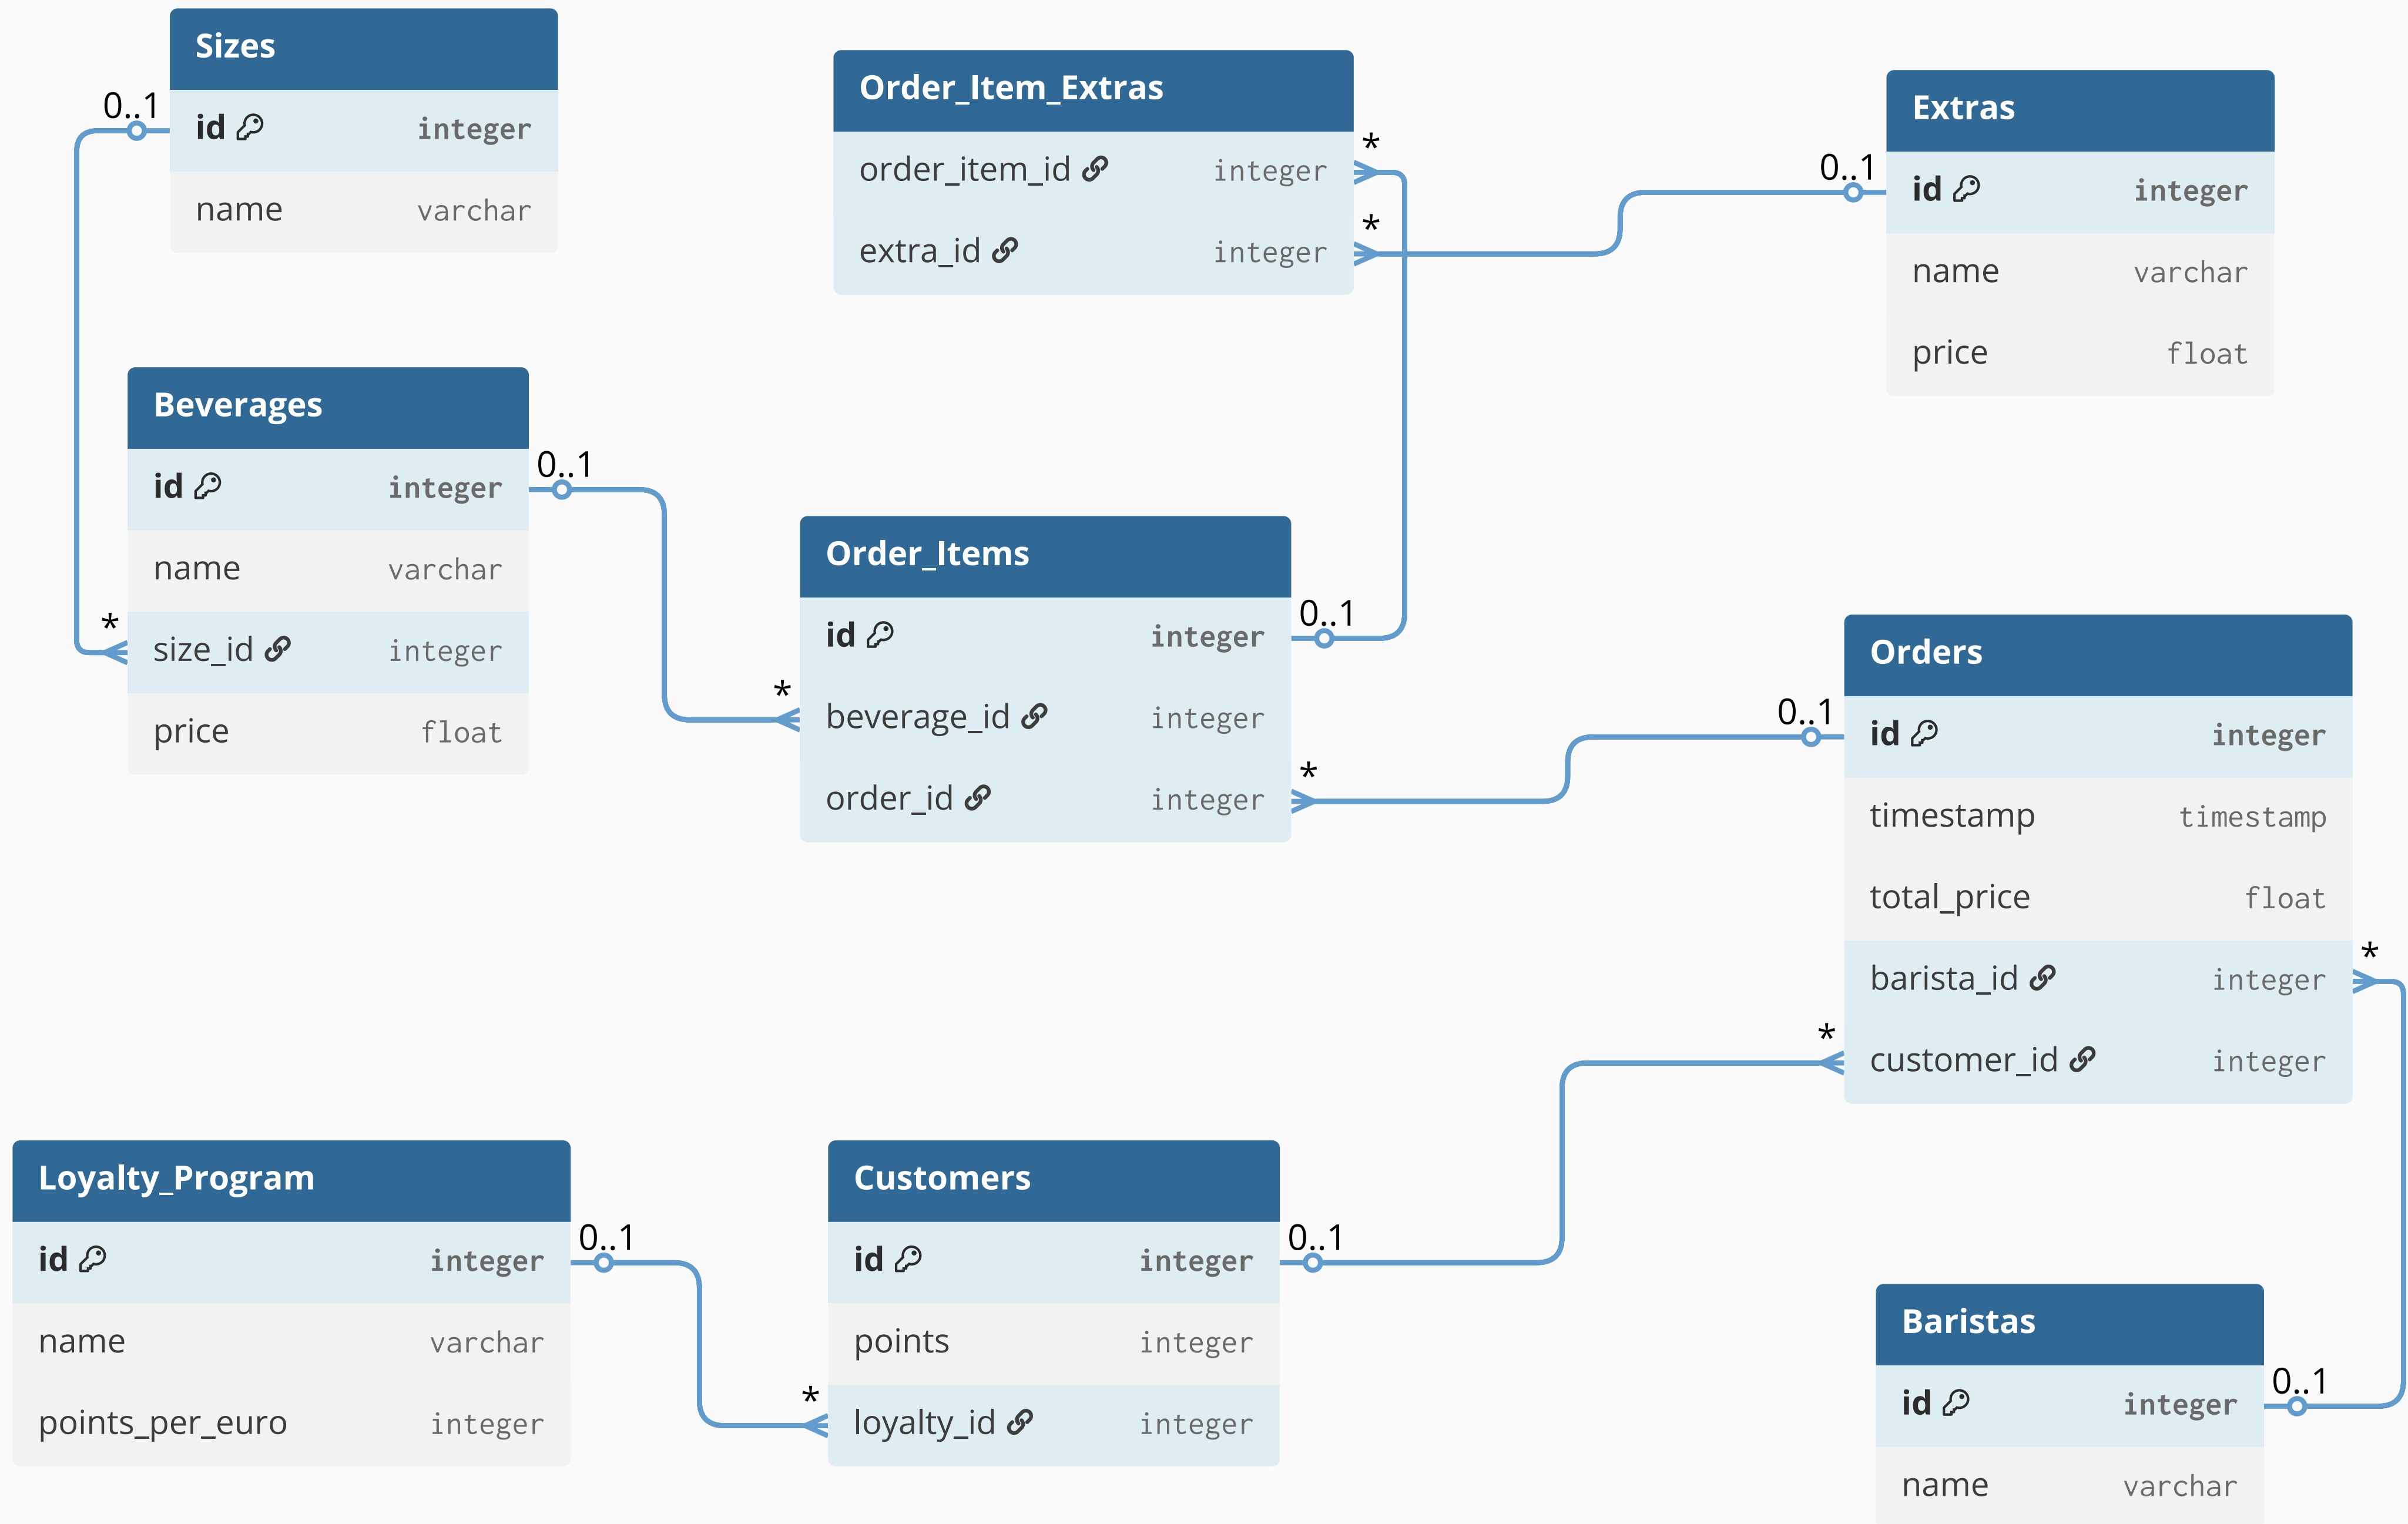 Sizes
0..1
id integer
name varchar
Order_Item_Extras
*
order_item_id integer
*
extra_id integer
Extras
0..1
id integer
name varchar
price float
Beverages
0..1
id integer
name varchar
*
size_id integer
price float
Order_Items
0..1
id integer
*
beverage_id integer
*
order_id integer
Orders
0..1
id integer
timestamp timestamp
total_price float
*
barista_id integer
*
customer_id integer
Loyalty_Program
0..1
id integer
name varchar
points_per_euro integer
Customers
0..1
id integer
points integer
*
loyalty_id integer
Baristas
0..1
id integer
name varchar